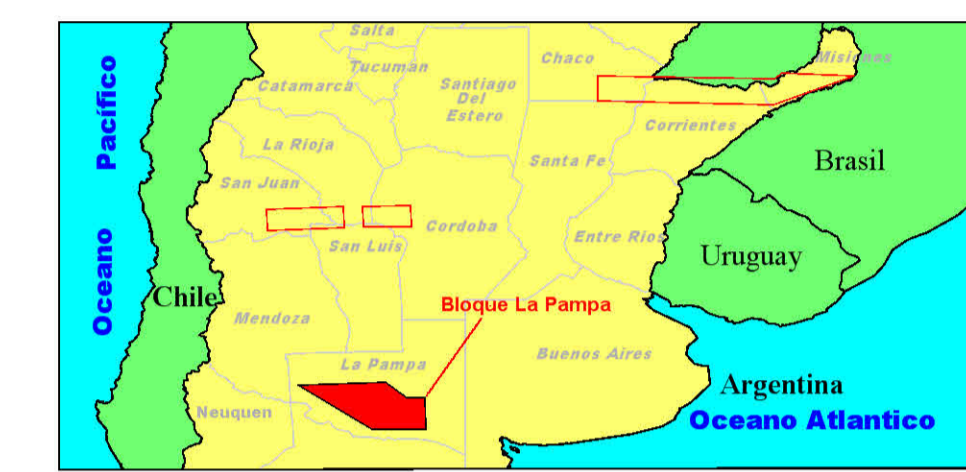 Salta
Chaco
Misiones
Tucuman
Catamarca
Santiago
Del
Estero
Corrientes
La Rioja
Santa Fe
Brasil
San Juan
Cordoba
San Luis
Entre Rios
Uruguay
Oceano Pacífico
Chile
Bloque La Pampa
Mendoza
Buenos Aires
La Pampa
Argentina
Neuquen
Oceano Atlantico